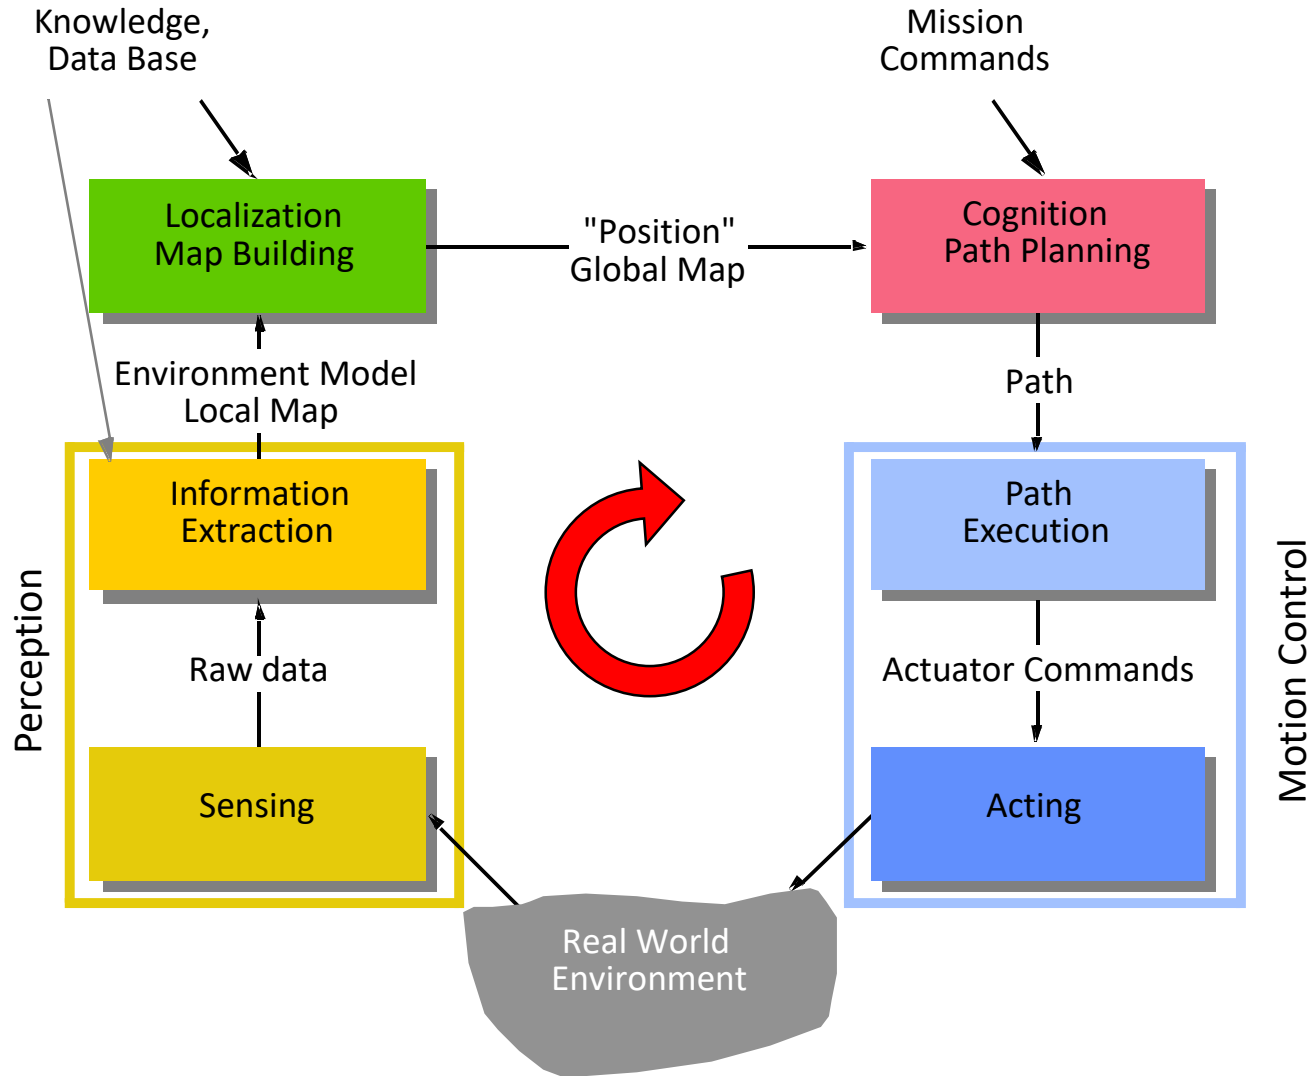 Knowledge,
Data Base
Mission
Commands
Localization
Map Building
"Position"
Global Map
Cognition
Path Planning
Environment Model
Local Map
Path
Information
Extraction
Path
Execution
Perception
Motion Control
Raw data
Actuator Commands
Sensing
Acting
Real World
Environment